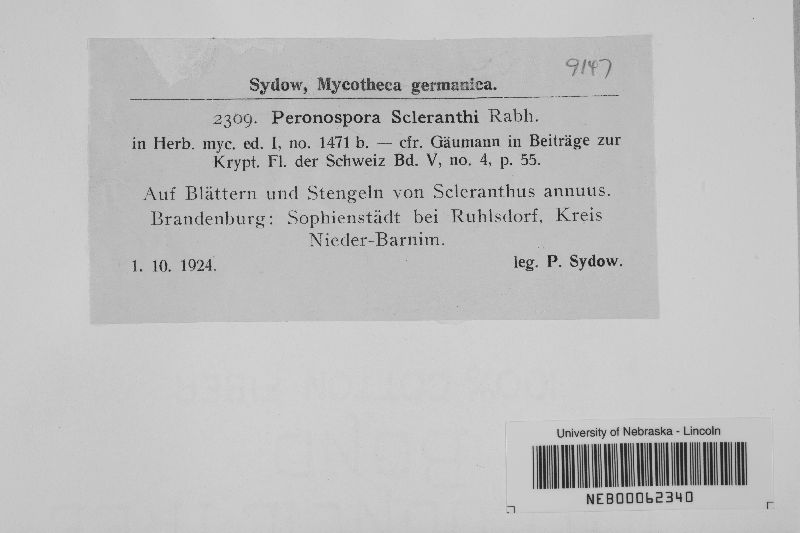 9147
Sydow, Mycotheca germanica.
2309. Peronospora Scleranthi Rabh.
in Herb. myc. ed. I, no. 1471 b. — cfr. Gäumann in Beiträge zur
Krypt. Fl. der Schweiz Bd. V, no. 4, p. 55.
Auf Blättern und Stengeln von Scleranthus annuus.
Brandenburg: Sophienstädt bei Ruhlsdorf, Kreis
Nieder-Barnim.
1. 10. 1924. leg. P. Sydow.
University of Nebraska - Lincoln
NEB00062340